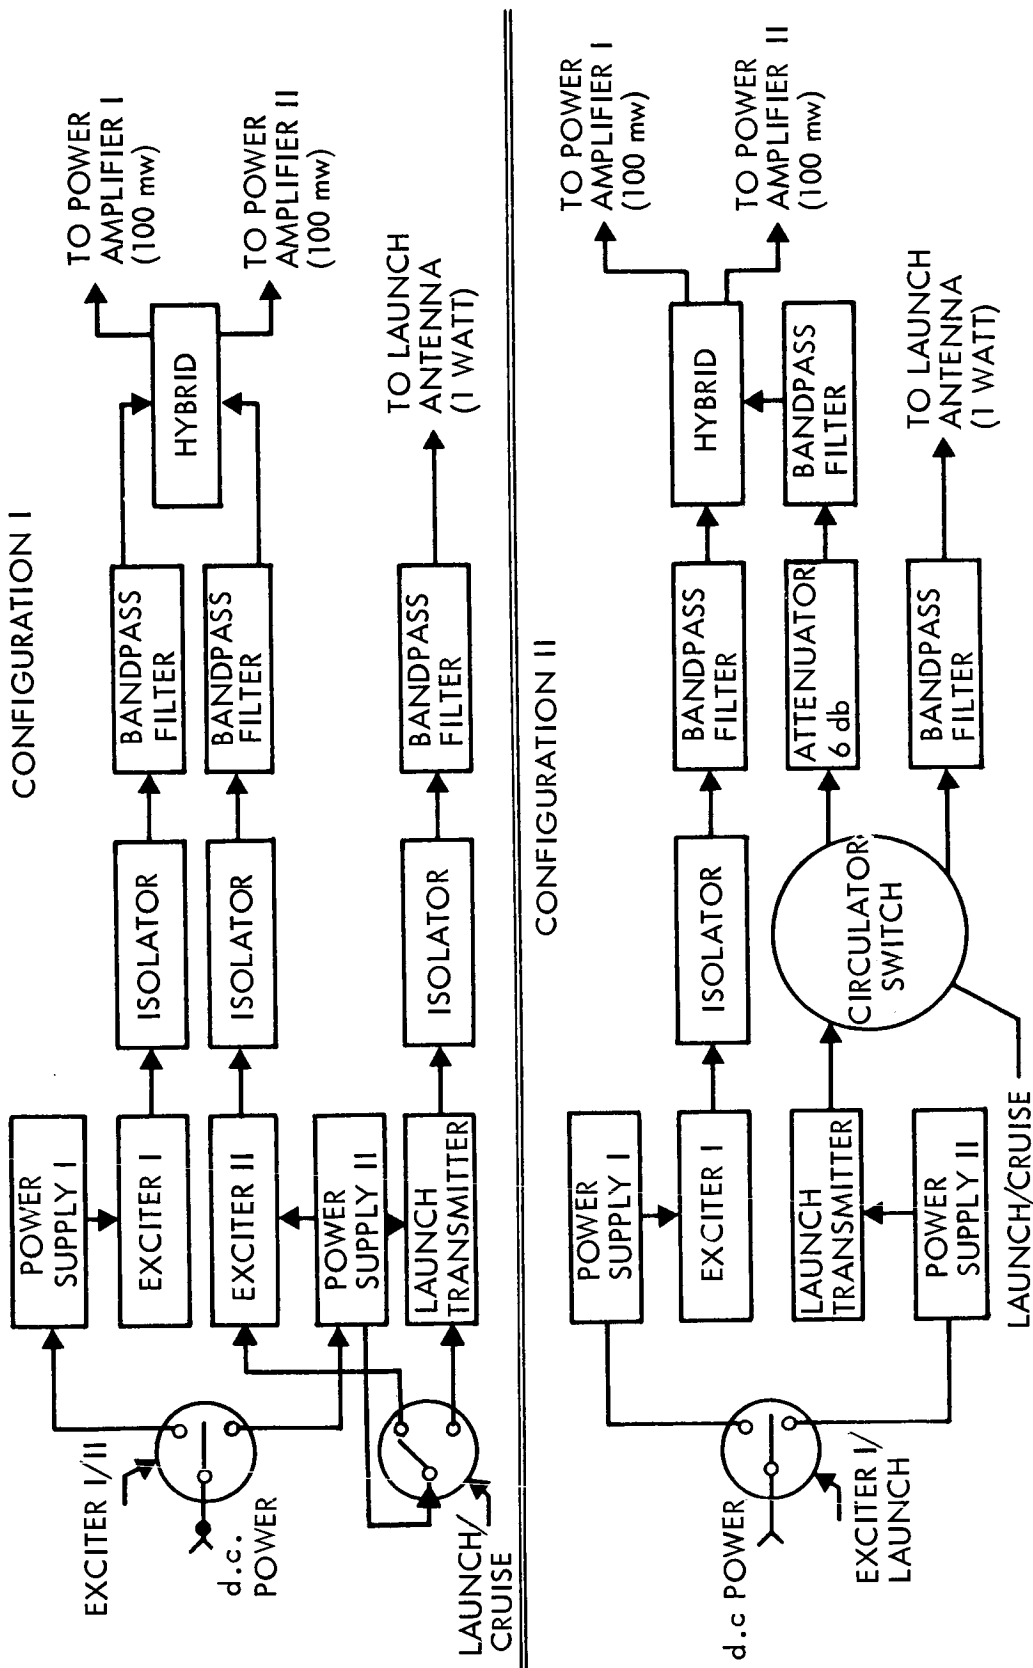 CONFIGURATION I
POWER
SUPPLY I
EXCITER I
ISOLATOR
BANDPASS
FILTER
TO POWER
AMPLIFIER I
(100 mw)
EXCITER I/II
d.c.
POWER
EXCITER II
ISOLATOR
BANDPASS
FILTER
HYBRID
TO POWER
AMPLIFIER II
(100 mw)
POWER
SUPPLY II
LAUNCH/
CRUISE
LAUNCH
TRANSMITTER
ISOLATOR
BANDPASS
FILTER
TO LAUNCH
ANTENNA
(1 WATT)
CONFIGURATION II
POWER
SUPPLY I
EXCITER I
ISOLATOR
BANDPASS
FILTER
HYBRID
TO POWER
AMPLIFIER I
(100 mw)
TO POWER
AMPLIFIER II
(100 mw)
d.c POWER
EXCITER I/
LAUNCH
LAUNCH
TRANSMITTER
CIRCULATOR
SWITCH
ATTENUATOR
6 db
BANDPASS
FILTER
POWER
SUPPLY II
LAUNCH/CRUISE
BANDPASS
FILTER
TO LAUNCH
ANTENNA
(1 WATT)